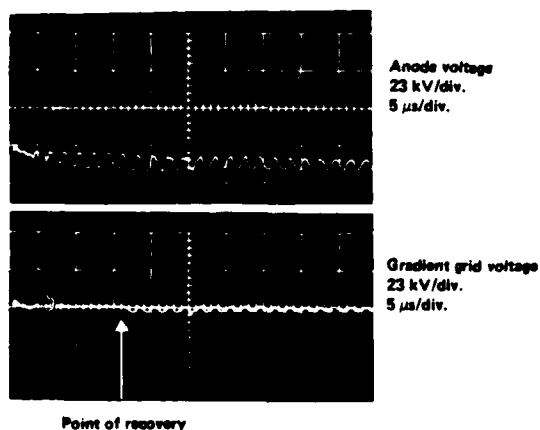 Anode voltage
23 kV/div.
5 μs/div.
Gradient grid voltage
23 kV/div.
5 μs/div.
Point of recovery